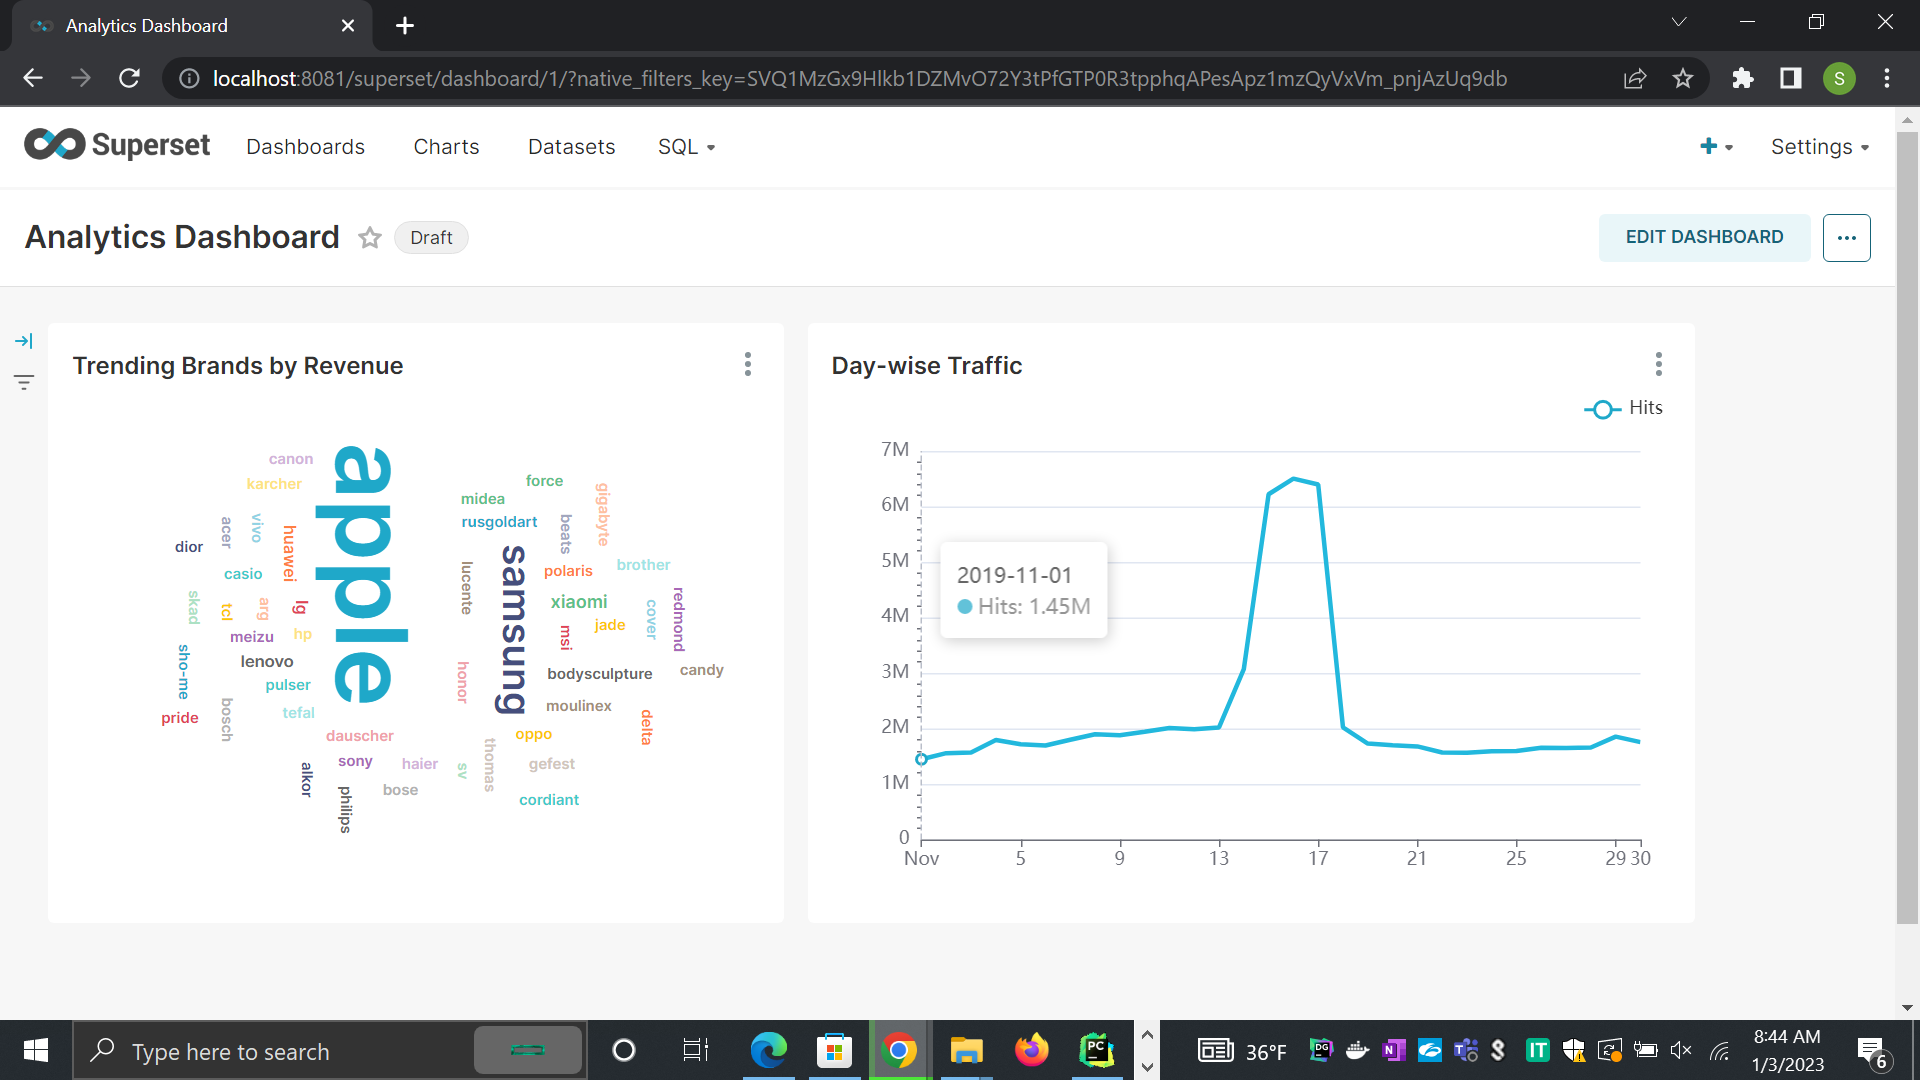 Analytics Dashboard
localhost:8081/superset/dashboard/1/?native_filters_key=SVQ1MzGx9Hlkb1DZMvO72Y3tPfGTP0R3tpphqAPesApz1mzQyVxVm_pnjAzUq9db
S
Superset Dashboards Charts Datasets SQL
+ Settings
Analytics Dashboard Draft
EDIT DASHBOARD
Trending Brands by Revenue
canon
karcher
apple
force
midea
gigabyte
rusgoldart
beats
acer
vivo
huawei
dior
samsung
lucente
polaris
brother
casio
skad
tcl
arg
lg
xiaomi
cover
redmond
jade
msi
meizu
hp
sho-me
lenovo
honor
bodysculpture
candy
pulser
bosch
moulinex
tefal
pride
delta
dauscher
oppo
thomas
sony
haier
sv
gefest
alkor
philips
bose
cordiant
Day-wise Traffic
Hits
7M
6M
5M
4M
3M
2M
1M
0
2019-11-01
Hits: 1.45M
Nov 5 9 13 17 21 25 29 30
Type here to search
PC
36°F
DG
N
IT
8:44 AM
1/3/2023
6